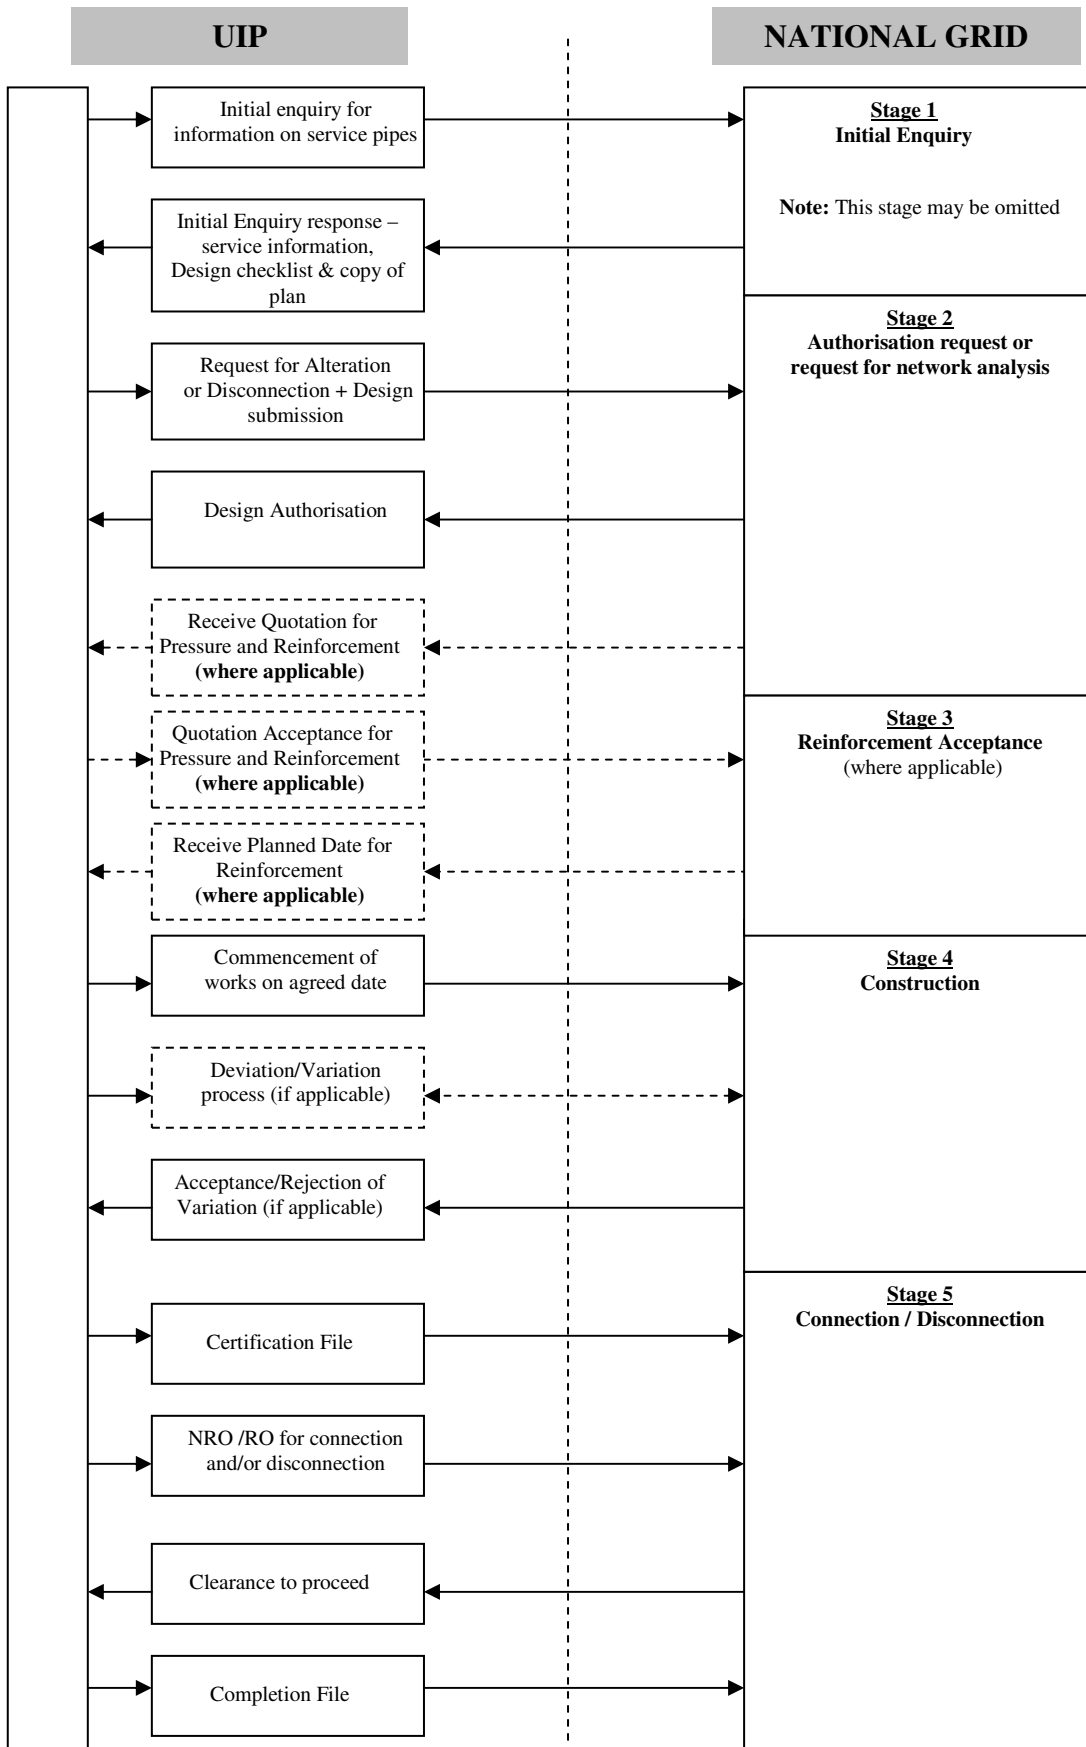 UIP
NATIONAL GRID
Initial enquiry for
information on service pipes
Stage 1
Initial Enquiry
Note: This stage may be omitted
Initial Enquiry response –
service information,
Design checklist & copy of
plan
Stage 2
Authorisation request or
request for network analysis
Request for Alteration
or Disconnection + Design
submission
Design Authorisation
Receive Quotation for
Pressure and Reinforcement
(where applicable)
Stage 3
Reinforcement Acceptance
(where applicable)
Quotation Acceptance for
Pressure and Reinforcement
(where applicable)
Receive Planned Date for
Reinforcement
(where applicable)
Stage 4
Construction
Commencement of
works on agreed date
Deviation/Variation
process (if applicable)
Acceptance/Rejection of
Variation (if applicable)
Stage 5
Connection / Disconnection
Certification File
NRO /RO for connection
and/or disconnection
Clearance to proceed
Completion File